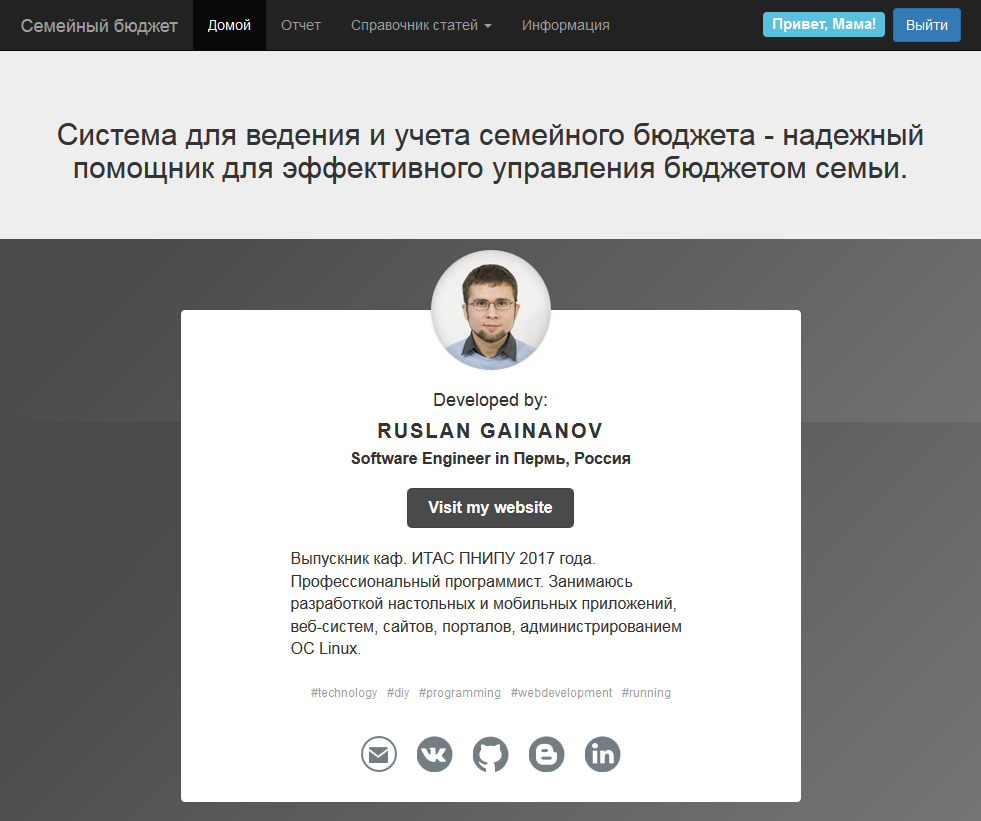 Семейный бюджет Домой Отчет Справочник статей Информация Привет, Мама! Выйти
Система для ведения и учета семейного бюджета - надежный
помощник для эффективного управления бюджетом семьи.
Developed by:
RUSLAN GAINANOV
Software Engineer in Пермь, Россия
Visit my website
Выпускник каф. ИТАС ПНИПУ 2017 года.
Профессиональный программист. Занимаюсь
разработкой настольных и мобильных приложений,
веб-систем, сайтов, порталов, администрированием
ОС Linux.
#technology #diy #programming #webdevelopment #running